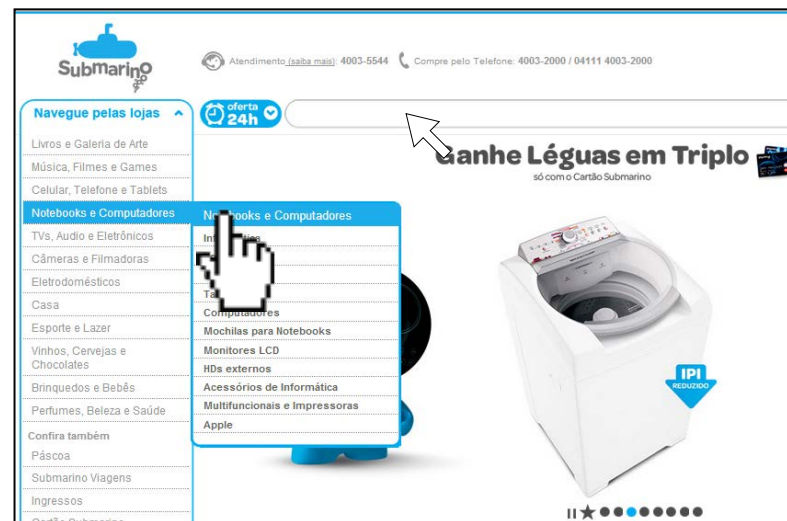 Submarino
Atendimento (saiba mais): 4003-5544
Compre pelo Telefone: 4003-2000 / 04111 4003-2000
Navegue pelas lojas
oferta
24h
Livros e Galeria de Arte
Música, Filmes e Games
Celular, Telefone e Tablets
Notebooks e Computadores
TVs, Audio e Eletrônicos
Câmeras e Filmadoras
Eletrodomésticos
Casa
Esporte e Lazer
Vinhos, Cervejas e
Chocolates
Brinquedos e Bebês
Perfumes, Beleza e Saúde
Confira também
Páscoa
Submarino Viagens
Ingressos
Cartão Submarino
Notebooks e Computadores
Computadores
Mochilas para Notebooks
Monitores LCD
HDs externos
Acessórios de Informática
Multifuncionais e Impressoras
Apple
Ganhe Léguas em Triplo
só com o Cartão Submarino
IPI
REDUZIDO